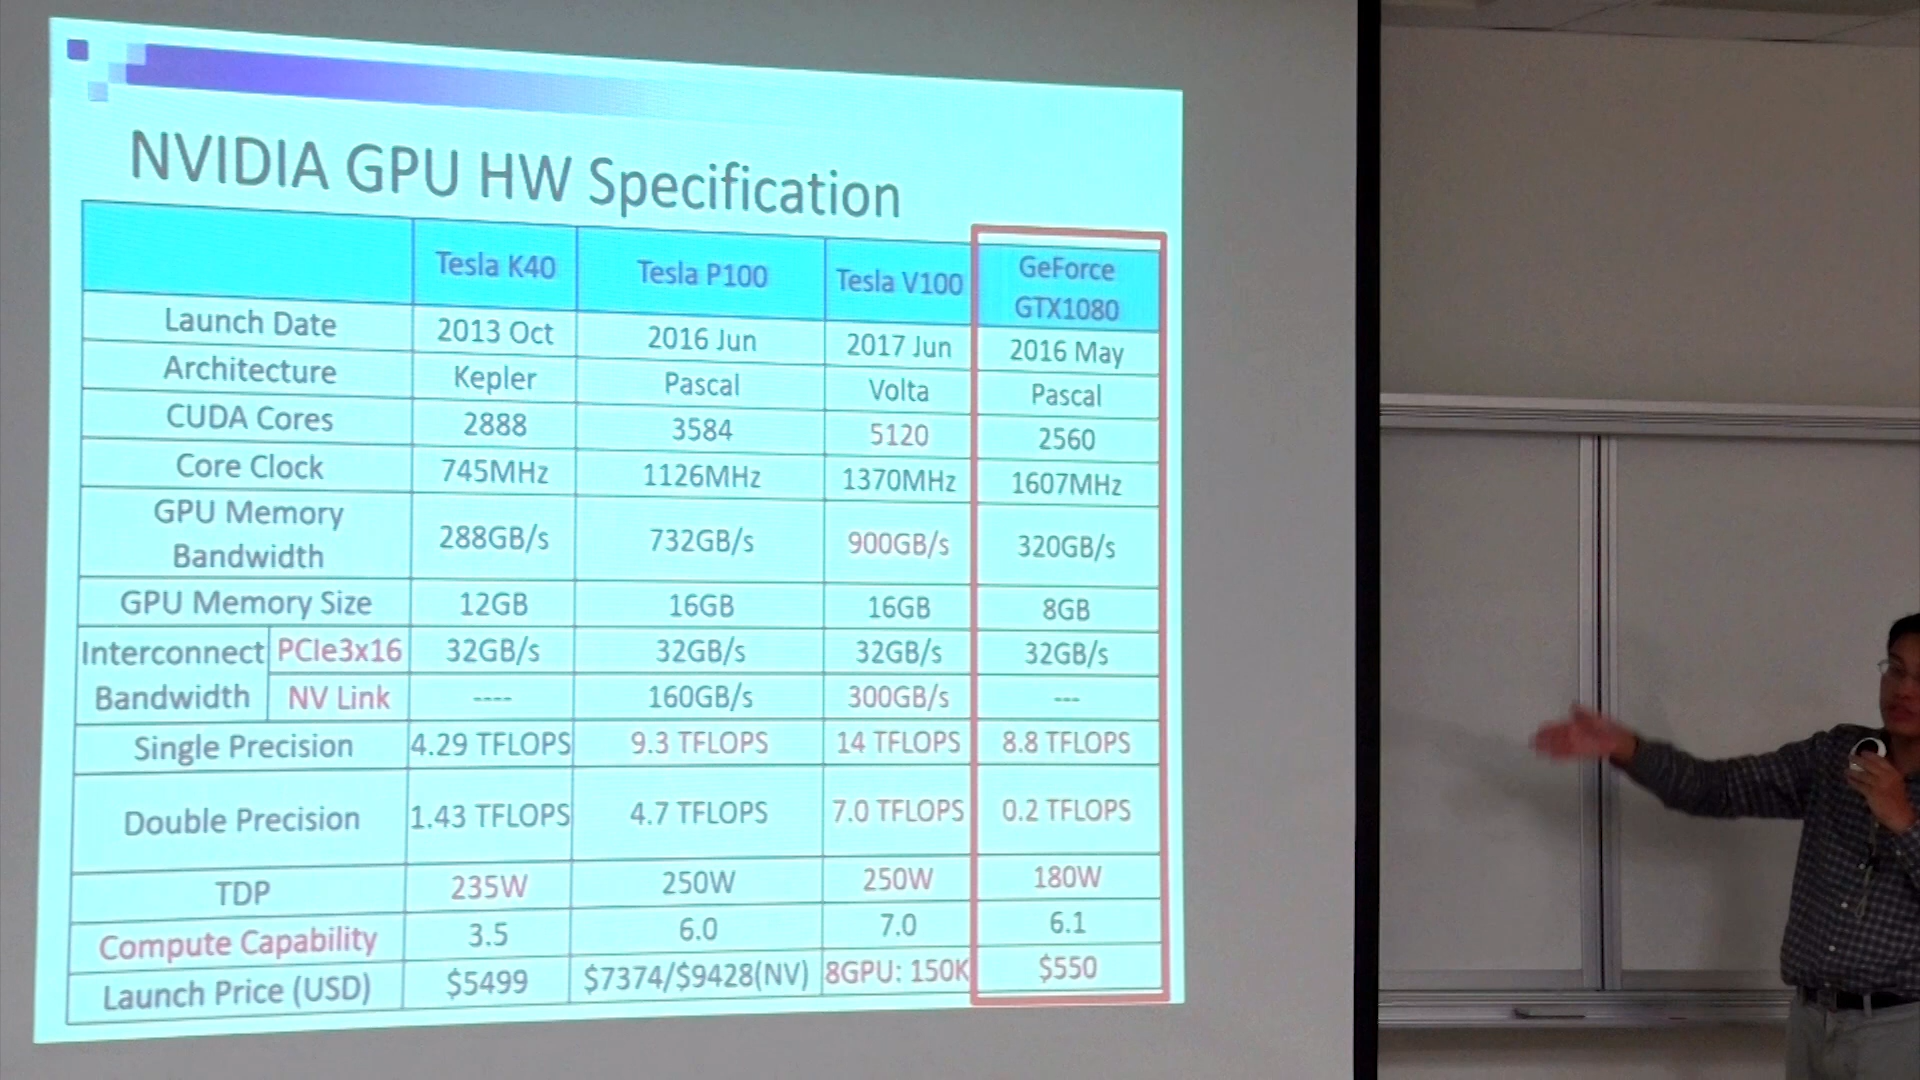 NVIDIA GPU HW Specification
Tesla K40 Tesla P100 Tesla V100 GeForce GTX1080
Launch Date 2013 Oct 2016 Jun 2017 Jun 2016 May
Architecture Kepler Pascal Volta Pascal
CUDA Cores 2888 3584 5120 2560
Core Clock 745MHz 1126MHz 1370MHz 1607MHz
GPU Memory Bandwidth 288GB/s 732GB/s 900GB/s 320GB/s
GPU Memory Size 12GB 16GB 16GB 8GB
Interconnect Bandwidth PCIe3x16 32GB/s 32GB/s 32GB/s 32GB/s
NV Link ---- 160GB/s 300GB/s ---
Single Precision 4.29 TFLOPS 9.3 TFLOPS 14 TFLOPS 8.8 TFLOPS
Double Precision 1.43 TFLOPS 4.7 TFLOPS 7.0 TFLOPS 0.2 TFLOPS
TDP 235W 250W 250W 180W
Compute Capability 3.5 6.0 7.0 6.1
Launch Price (USD) $5499 $7374/$9428(NV) 8GPU: 150K $550